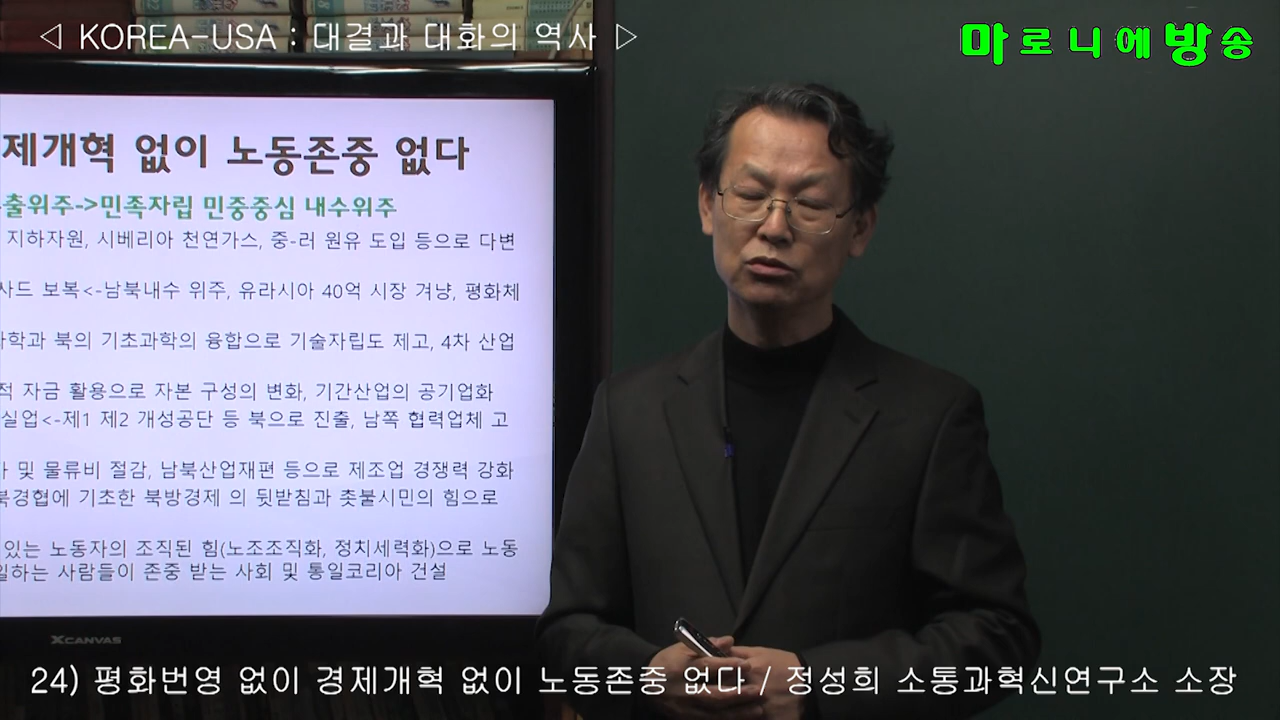 ◁ KOREA-USA : 대결과 대화의 역사 ▷
마로니에방송
제개혁 없이 노동존중 없다
출위주->민족자립 민중중심 내수위주
지하자원, 시베리아 천연가스, 중-러 원유 도입 등으로 다변
사드 보복<-남북내수 위주, 유라시아 40억 시장 겨냥, 평화체
과학과 북의 기초과학의 융합으로 기술자립도 제고, 4차 산업
적 자금 활용으로 자본 구성의 변화, 기간산업의 공기업화
실업<-제1 제2 개성공단 등 북으로 진출, 남쪽 협력업체 고
및 물류비 절감, 남북산업재편 등으로 제조업 경쟁력 강화
북경협에 기초한 북방경제 의 뒷받침과 촛불시민의 힘으로
있는 노동자의 조직된 힘(노조조직화, 정치세력화)으로 노동
일하는 사람들이 존중 받는 사회 및 통일코리아 건설
XCANVAS
24) 평화번영 없이 경제개혁 없이 노동존중 없다 / 정성희 소통과혁신연구소 소장